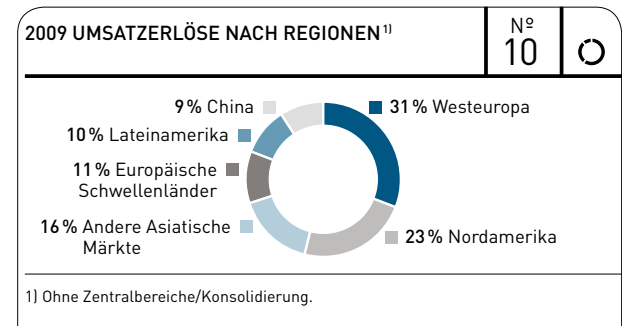 2009 UMSATZERLÖSE NACH REGIONEN 1)
Nº
10
9 % China
31 % Westeuropa
10 % Lateinamerika
11 % Europäische
Schwellenländer
16 % Andere Asiatische
Märkte
23 % Nordamerika
1) Ohne Zentralbereiche/Konsolidierung.